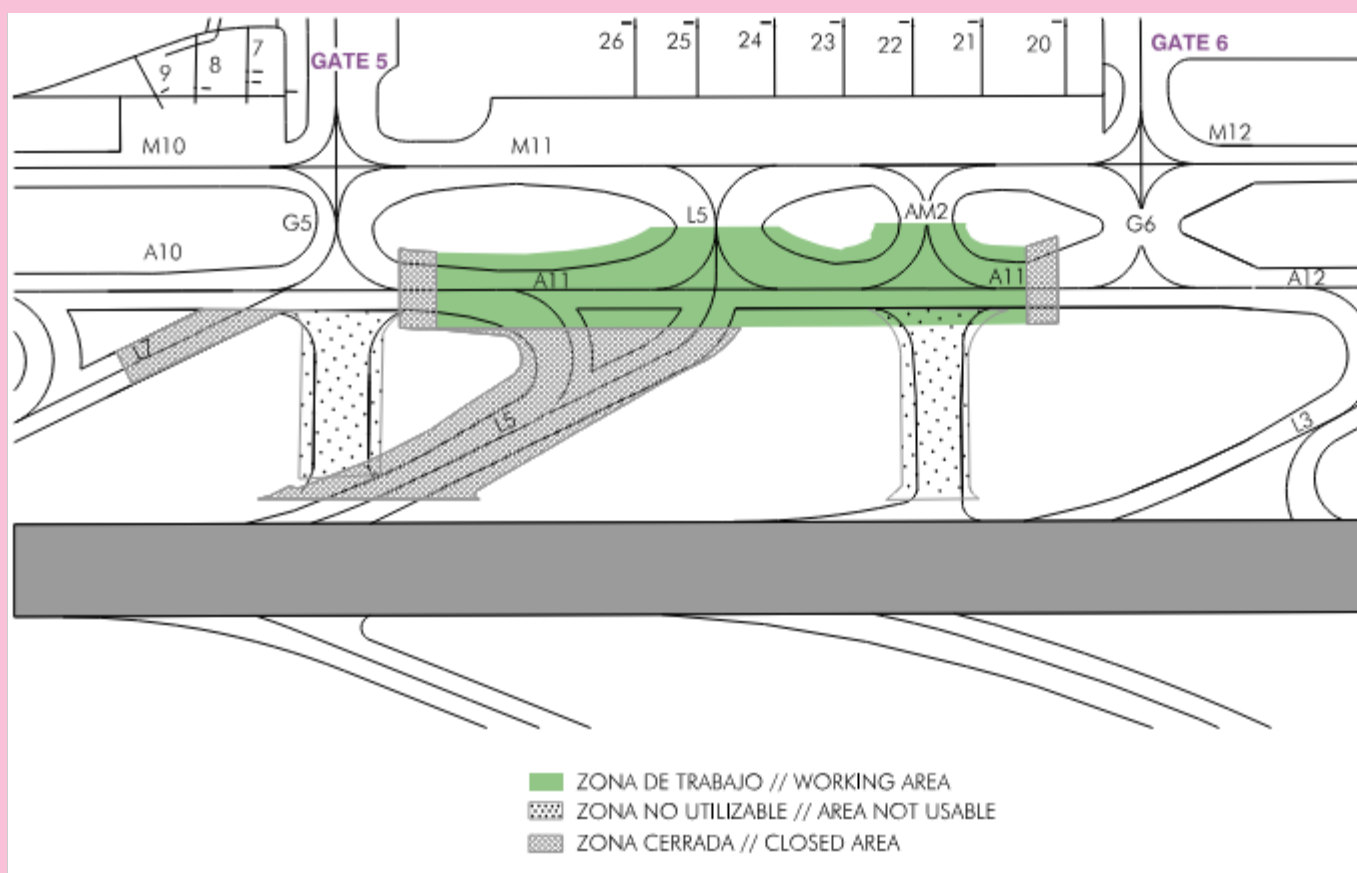 26 25 24 23 22 21 20
7
8
9
GATE 5
GATE 6
M10
M11
M12
G5
L5
AM2
G6
A10
A11
A11
A12
L7
L5
L3
ZONA DE TRABAJO // WORKING AREA
ZONA NO UTILIZABLE // AREA NOT USABLE
ZONA CERRADA // CLOSED AREA